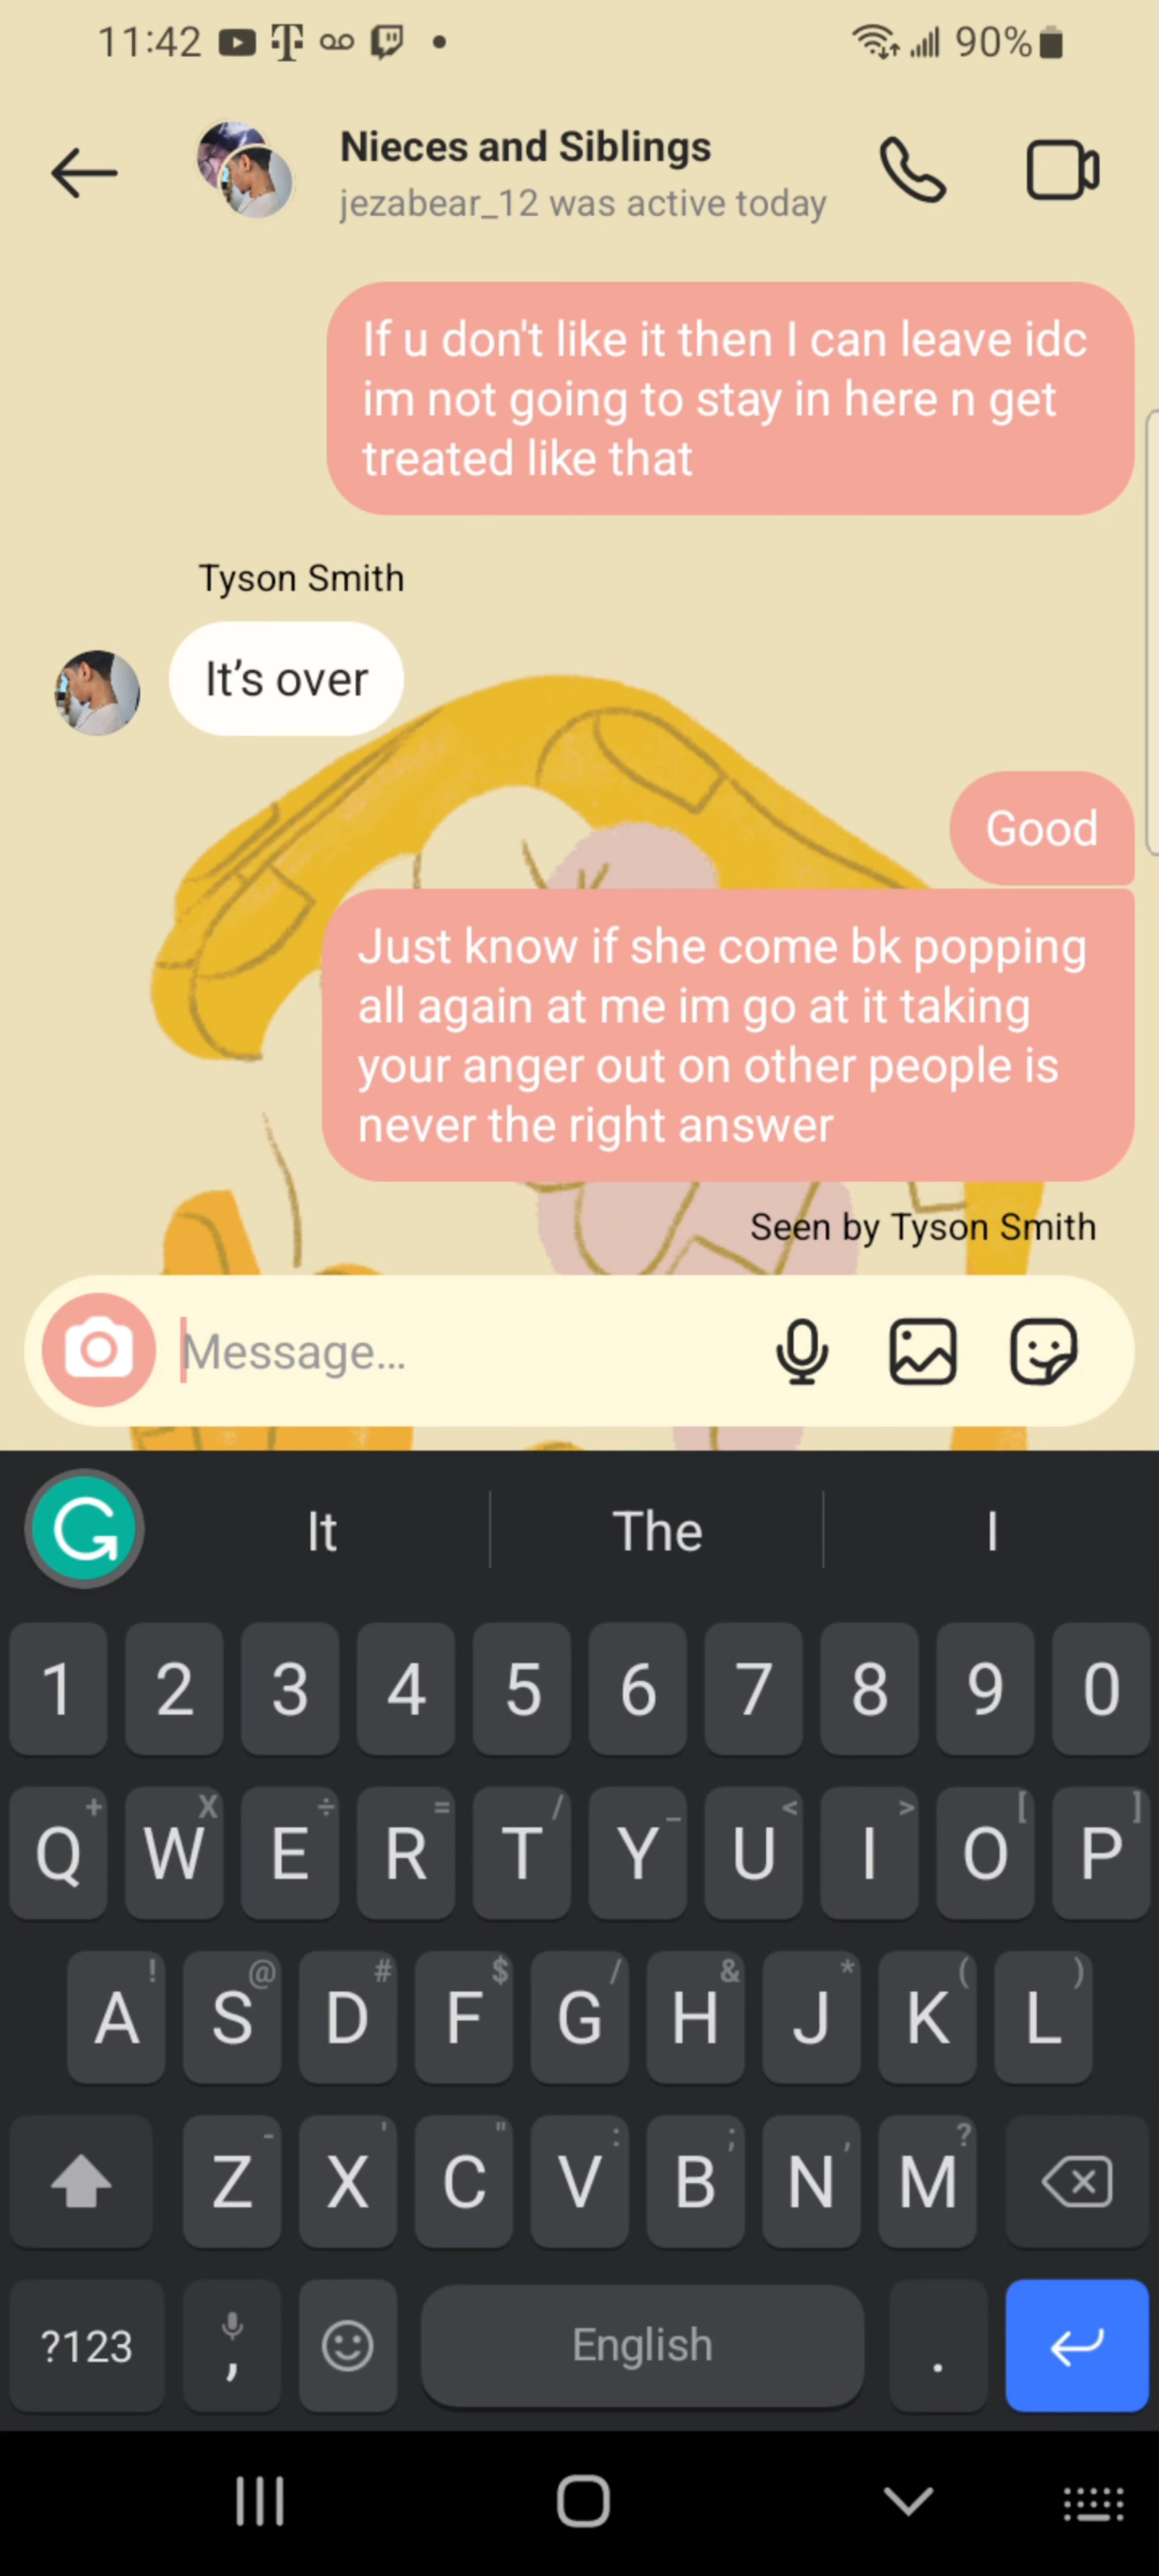 11:42 90%
Nieces and Siblings
jezabear_12 was active today
If u don't like it then I can leave idc
im not going to stay in here n get
treated like that
Tyson Smith
It's over
Good
Just know if she come bk popping
all again at me im go at it taking
your anger out on other people is
never the right answer
Seen by Tyson Smith
Message...
It The I
1 2 3 4 5 6 7 8 9 0
+ X ÷ = / _ < > [ ]
Q W E R T Y U I O P
! @ # $ / & * ( )
A S D F G H J K L
- ' " : ; , ?
Z X C V B N M
?123 , English .